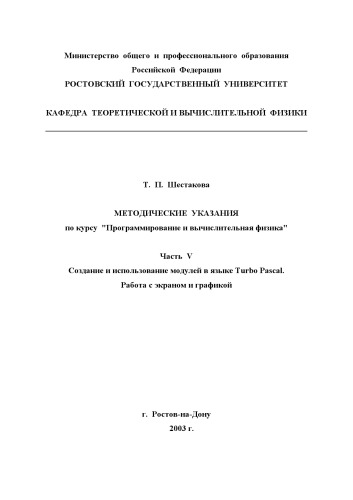 Министерство общего и профессионального образования
Российской Федерации
РОСТОВСКИЙ ГОСУДАРСТВЕННЫЙ УНИВЕРСИТЕТ
КАФЕДРА ТЕОРЕТИЧЕСКОЙ И ВЫЧИСЛИТЕЛЬНОЙ ФИЗИКИ
Т. П. Шестакова
МЕТОДИЧЕСКИЕ УКАЗАНИЯ
по курсу "Программирование и вычислительная физика"
Часть V
Создание и использование модулей в языке Turbo Pascal.
Работа с экраном и графикой
г. Ростов-на-Дону
2003 г.